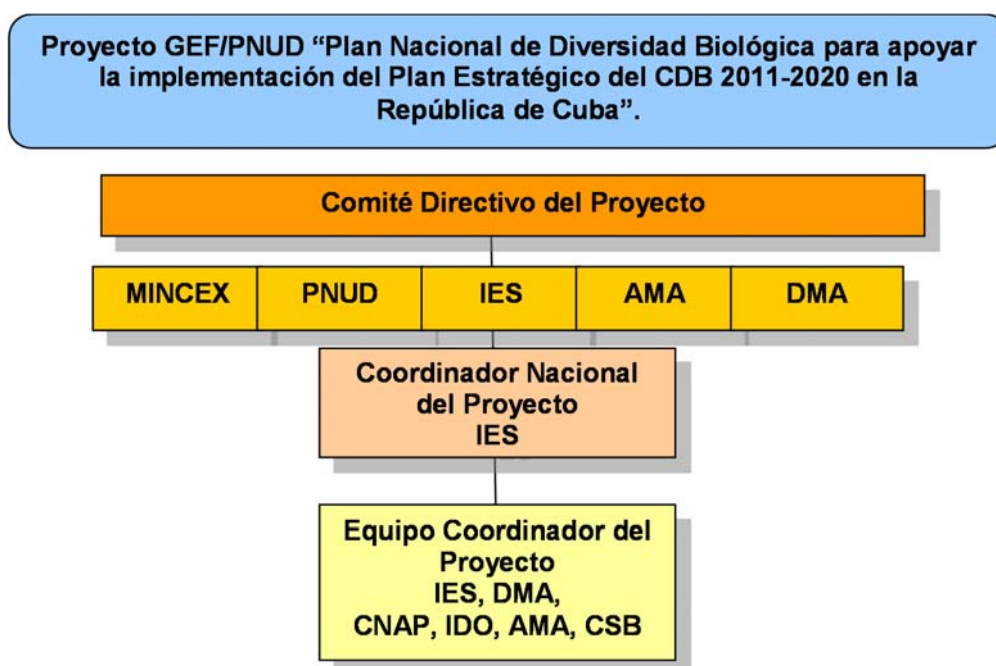 Proyecto GEF/PNUD “Plan Nacional de Diversidad Biológica para apoyar
la implementación del Plan Estratégico del CDB 2011-2020 en la
República de Cuba”.
Comité Directivo del Proyecto
MINCEX PNUD IES AMA DMA
Coordinador Nacional
del Proyecto
IES
Equipo Coordinador del
Proyecto
IES, DMA,
CNAP, IDO, AMA, CSB